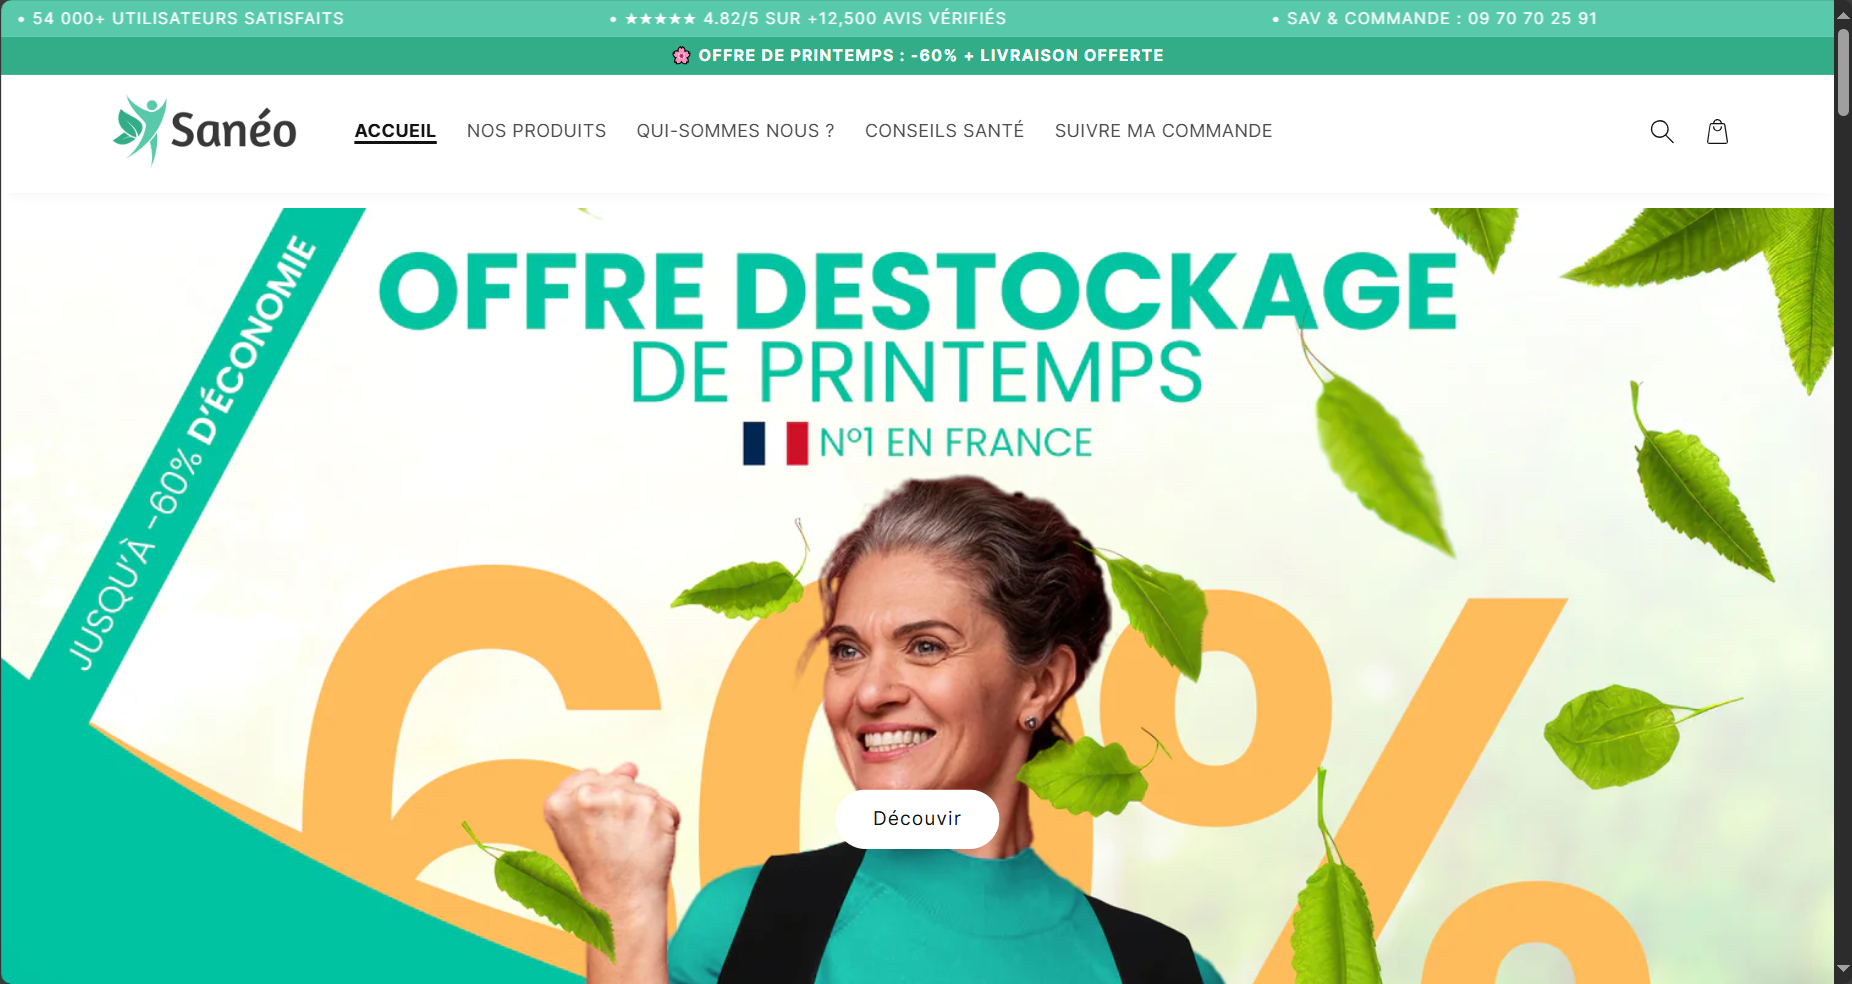 • 54 000+ UTILISATEURS SATISFAITS
• ★★★★★ 4.82/5 SUR +12,500 AVIS VÉRIFIÉS
• SAV & COMMANDE : 09 70 70 25 91
🌸 OFFRE DE PRINTEMPS : -60% + LIVRAISON OFFERTE
Sanéo
ACCUEIL
NOS PRODUITS
QUI-SOMMES NOUS ?
CONSEILS SANTÉ
SUIVRE MA COMMANDE
JUSQU'À -60% D'ÉCONOMIE
OFFRE DESTOCKAGE
DE PRINTEMPS
N°1 EN FRANCE
60%
Découvir